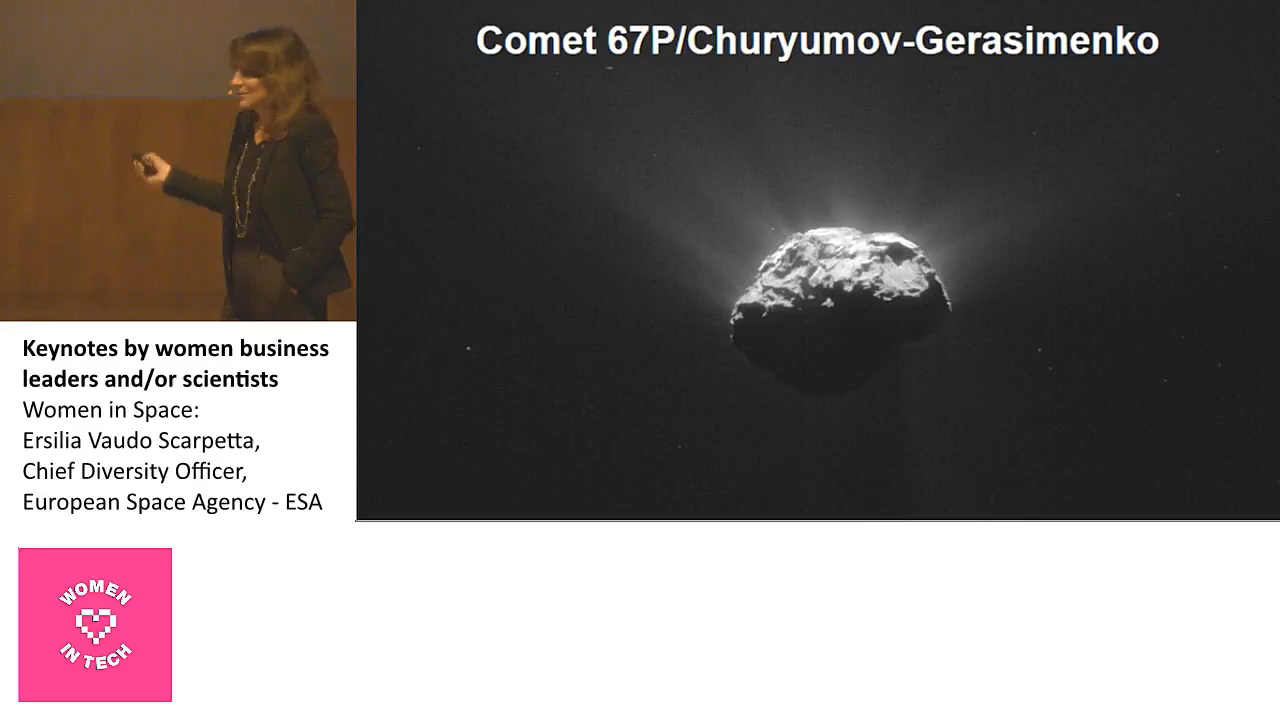 Comet 67P/Churyumov-Gerasimenko
Keynotes by women business
leaders and/or scientists
Women in Space:
Ersilia Vaudo Scarpetta,
Chief Diversity Officer,
European Space Agency - ESA
WOMEN
IN TECH